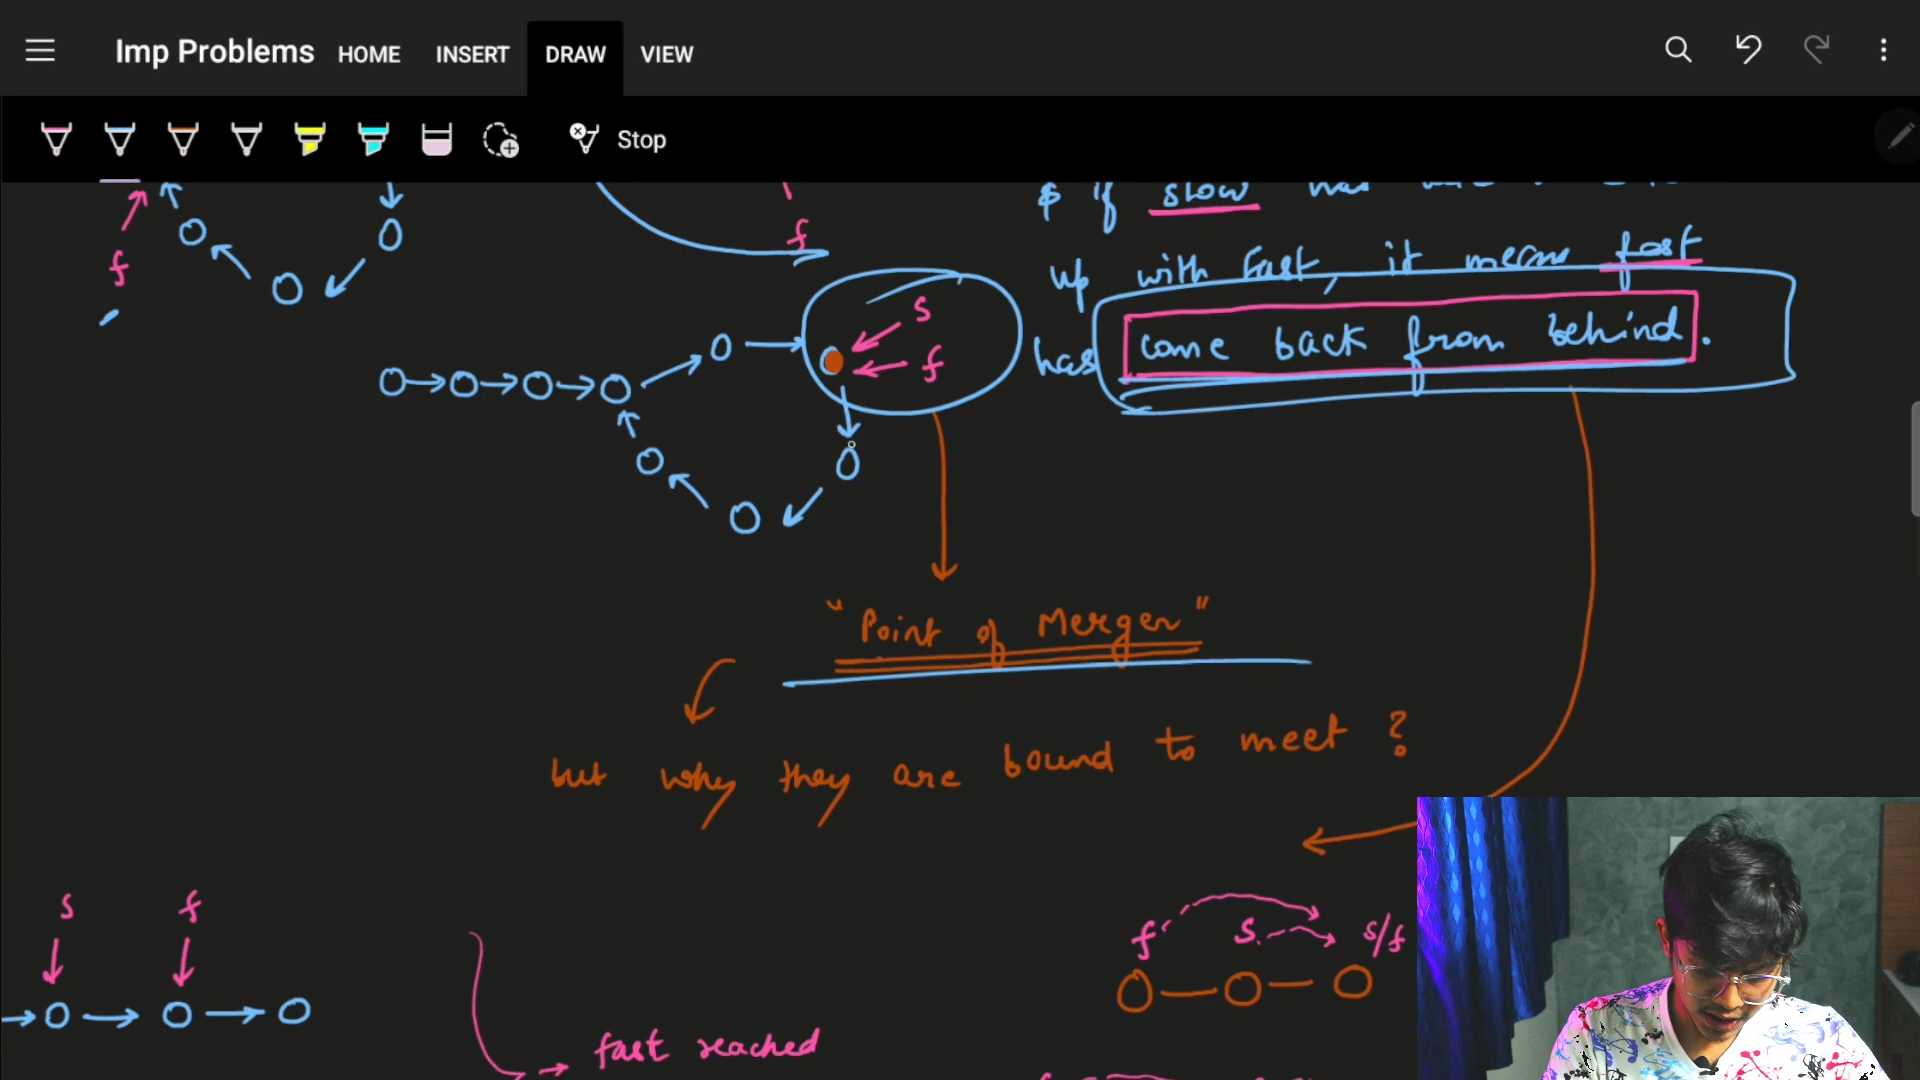 Imp Problems HOME INSERT DRAW VIEW
Stop
& if slow has
f
f
up with fast, it means fast
s
has come back from behind.
f
"Point of Merger"
but why they are bound to meet ?
s f
f s s/f
fast reached